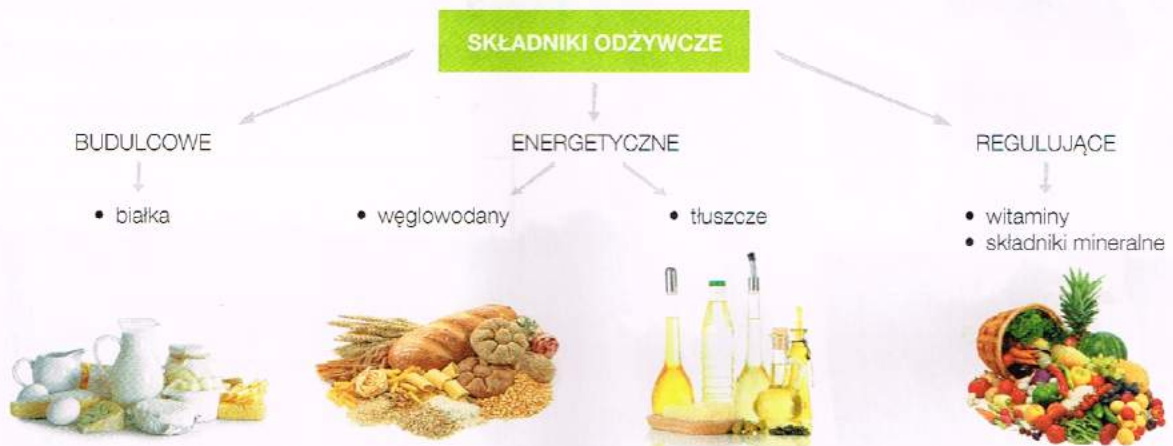 SKŁADNIKI ODŻYWCZE
BUDULCOWE
• białka
ENERGETYCZNE
• węglowodany
• tłuszcze
REGULUJĄCE
• witaminy
• składniki mineralne